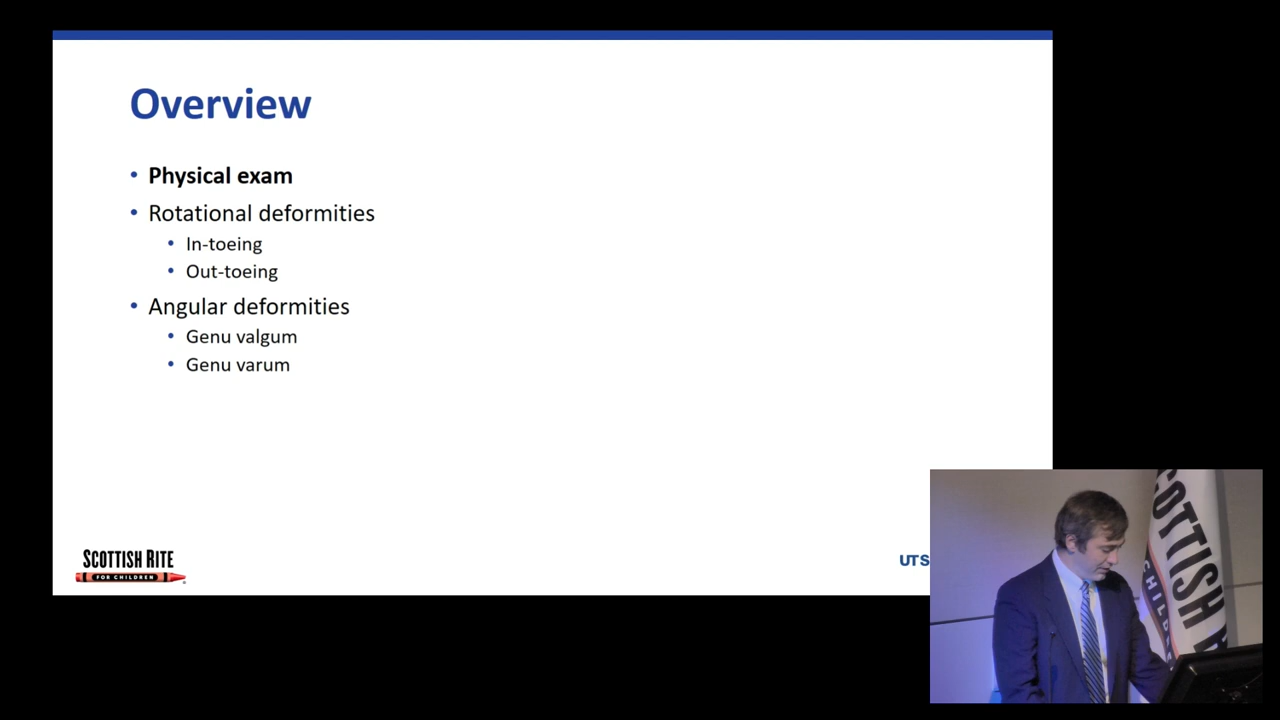 Overview
• Physical exam
• Rotational deformities
• In-toeing
• Out-toeing
• Angular deformities
• Genu valgum
• Genu varum
SCOTTISH RITE
FOR CHILDREN
UTS